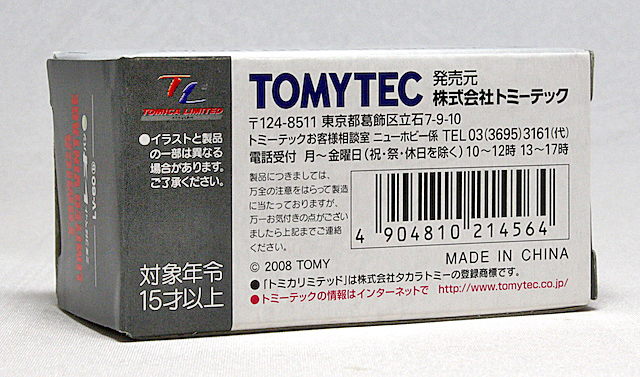 TL
TOMICA LIMITED
●イラストと製品
の一部は異なる
場合があります。
ご了承ください。
対象年令
15才以上
TOMYTEC
発売元
株式会社トミーテック
〒124-8511 東京都葛飾区立石7-9-10
トミーテックお客様相談室 ニューホビー係 TEL 03(3695)3161(代)
電話受付 月〜金曜日(祝・祭・休日を除く)10〜12時 13〜17時
製品につきましては、
万全の注意をはらって製造
に当たっておりますが、
万一お気付きの点がござい
ましたら上記までご連絡
ください。
4 904810 214564
© 2008 TOMY
MADE IN CHINA
●「トミカリミテッド」は株式会社タカラトミーの登録商標です。
●トミーテックの情報はインターネットで http://www.tomytec.co.jp/